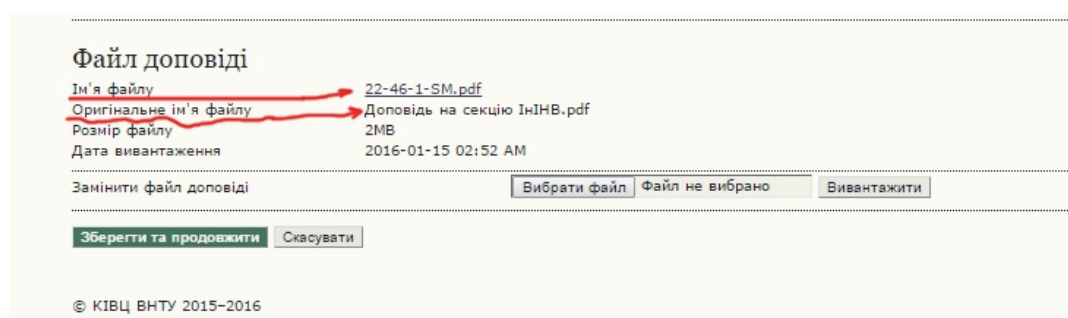 Файл доповіді
Ім'я файлу 22-46-1-SM.pdf
Оригінальне ім'я файлу Доповідь на секцію ІнІНВ.pdf
Розмір файлу 2MB
Дата вивантаження 2016-01-15 02:52 AM
Замінити файл доповіді Вибрати файл Файл не вибрано Вивантажити
Зберегти та продовжити Скасувати
© КІВЦ ВНТУ 2015–2016